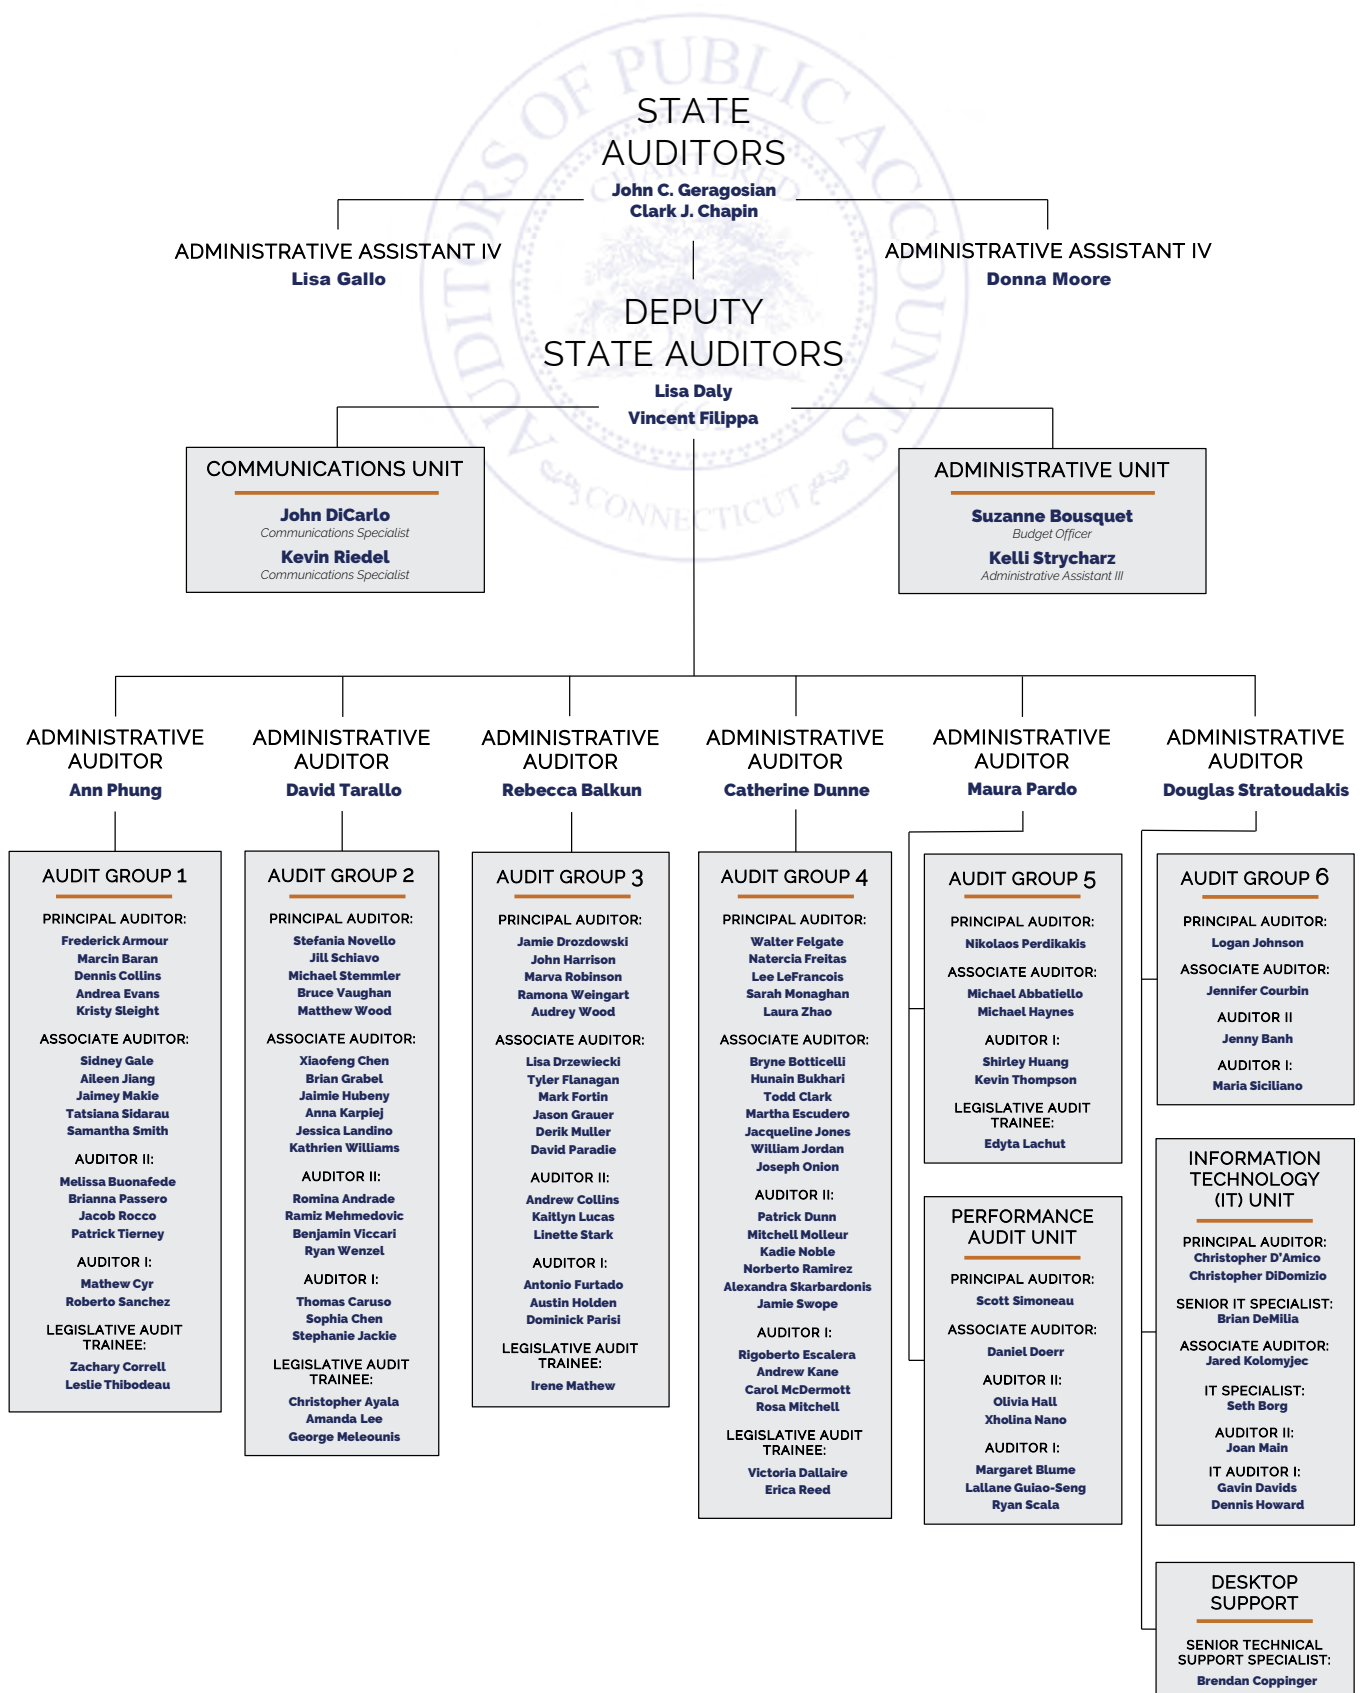 AUDITORS OF PUBLIC ACCOUNTS
CHARTERED
CONNECTICUT
STATE
AUDITORS
John C. Geragosian
Clark J. Chapin
ADMINISTRATIVE ASSISTANT IV
Lisa Gallo
ADMINISTRATIVE ASSISTANT IV
Donna Moore
DEPUTY
STATE AUDITORS
Lisa Daly
Vincent Filippa
COMMUNICATIONS UNIT
John DiCarlo
Communications Specialist
Kevin Riedel
Communications Specialist
ADMINISTRATIVE UNIT
Suzanne Bousquet
Budget Officer
Kelli Strycharz
Administrative Assistant III
ADMINISTRATIVE
AUDITOR
Ann Phung
AUDIT GROUP 1
PRINCIPAL AUDITOR:
Frederick Armour
Marcin Baran
Dennis Collins
Andrea Evans
Kristy Sleight
ASSOCIATE AUDITOR:
Sidney Gale
Aileen Jiang
Jaimey Makie
Tatsiana Sidarau
Samantha Smith
AUDITOR II:
Melissa Buonafede
Brianna Passero
Jacob Rocco
Patrick Tierney
AUDITOR I:
Mathew Cyr
Roberto Sanchez
LEGISLATIVE AUDIT
TRAINEE:
Zachary Correll
Leslie Thibodeau
ADMINISTRATIVE
AUDITOR
David Tarallo
AUDIT GROUP 2
PRINCIPAL AUDITOR:
Stefania Novello
Jill Schiavo
Michael Stemmler
Bruce Vaughan
Matthew Wood
ASSOCIATE AUDITOR:
Xiaofeng Chen
Brian Grabel
Jaimie Hubeny
Anna Karpiej
Jessica Landino
Kathrien Williams
AUDITOR II:
Romina Andrade
Ramiz Mehmedovic
Benjamin Viccari
Ryan Wenzel
AUDITOR I:
Thomas Caruso
Sophia Chen
Stephanie Jackie
LEGISLATIVE AUDIT
TRAINEE:
Christopher Ayala
Amanda Lee
George Meleounis
ADMINISTRATIVE
AUDITOR
Rebecca Balkun
AUDIT GROUP 3
PRINCIPAL AUDITOR:
Jamie Drozdowski
John Harrison
Marva Robinson
Ramona Weingart
Audrey Wood
ASSOCIATE AUDITOR:
Lisa Drzewiecki
Tyler Flanagan
Mark Fortin
Jason Grauer
Derik Muller
David Paradie
AUDITOR II:
Andrew Collins
Kaitlyn Lucas
Linette Stark
AUDITOR I:
Antonio Furtado
Austin Holden
Dominick Parisi
LEGISLATIVE AUDIT
TRAINEE:
Irene Mathew
ADMINISTRATIVE
AUDITOR
Catherine Dunne
AUDIT GROUP 4
PRINCIPAL AUDITOR:
Walter Felgate
Natercia Freitas
Lee LeFrancois
Sarah Monaghan
Laura Zhao
ASSOCIATE AUDITOR:
Bryne Botticelli
Hunain Bukhari
Todd Clark
Martha Escudero
Jacqueline Jones
William Jordan
Joseph Onion
AUDITOR II:
Patrick Dunn
Mitchell Molleur
Kadie Noble
Norberto Ramirez
Alexandra Skarbardonis
Jamie Swope
AUDITOR I:
Rigoberto Escalera
Andrew Kane
Carol McDermott
Rosa Mitchell
LEGISLATIVE AUDIT
TRAINEE:
Victoria Dallaire
Erica Reed
ADMINISTRATIVE
AUDITOR
Maura Pardo
AUDIT GROUP 5
PRINCIPAL AUDITOR:
Nikolaos Perdikakis
ASSOCIATE AUDITOR:
Michael Abbatiello
Michael Haynes
AUDITOR I:
Shirley Huang
Kevin Thompson
LEGISLATIVE AUDIT
TRAINEE:
Edyta Lachut
PERFORMANCE
AUDIT UNIT
PRINCIPAL AUDITOR:
Scott Simoneau
ASSOCIATE AUDITOR:
Daniel Doerr
AUDITOR II:
Olivia Hall
Xholina Nano
AUDITOR I:
Margaret Blume
Lallane Guiao-Seng
Ryan Scala
ADMINISTRATIVE
AUDITOR
Douglas Stratoudakis
AUDIT GROUP 6
PRINCIPAL AUDITOR:
Logan Johnson
ASSOCIATE AUDITOR:
Jennifer Courbin
AUDITOR II
Jenny Banh
AUDITOR I:
Maria Siciliano
INFORMATION
TECHNOLOGY
(IT) UNIT
PRINCIPAL AUDITOR:
Christopher D'Amico
Christopher DiDomizio
SENIOR IT SPECIALIST:
Brian DeMilia
ASSOCIATE AUDITOR:
Jared Kolomyjec
IT SPECIALIST:
Seth Borg
AUDITOR II:
Joan Main
IT AUDITOR I:
Gavin Davids
Dennis Howard
DESKTOP
SUPPORT
SENIOR TECHNICAL
SUPPORT SPECIALIST:
Brendan Coppinger